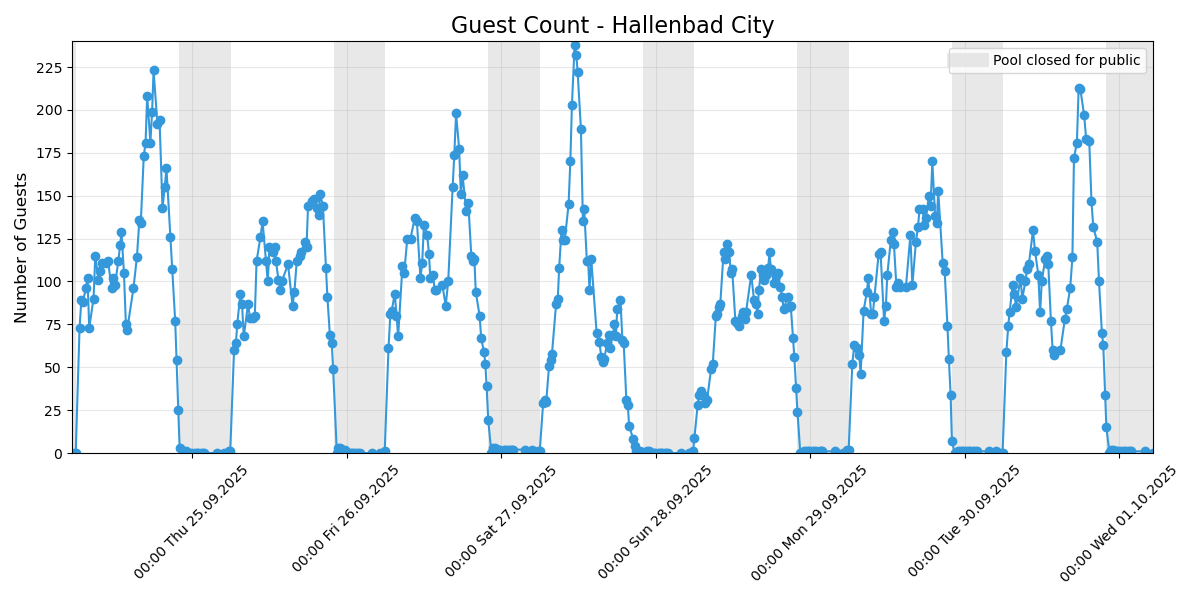 Guest Count - Hallenbad City
Pool closed for public
Number of Guests
225
200
175
150
125
100
75
50
25
0
00:00 Thu 25.09.2025
00:00 Fri 26.09.2025
00:00 Sat 27.09.2025
00:00 Sun 28.09.2025
00:00 Mon 29.09.2025
00:00 Tue 30.09.2025
00:00 Wed 01.10.2025